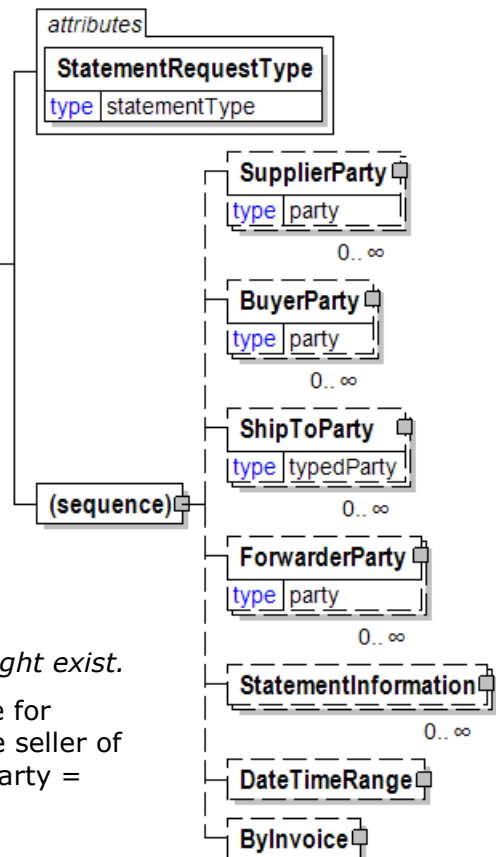 attributes
StatementRequestType
type statementType
SupplierParty
type party
0.. ∞
BuyerParty
type party
0.. ∞
ShipToParty
type typedParty
0.. ∞
(sequence)
ForwarderParty
type party
0.. ∞
StatementInformation
0.. ∞
DateTimeRange
ByInvoice
ght exist.
e for
e seller of
arty =